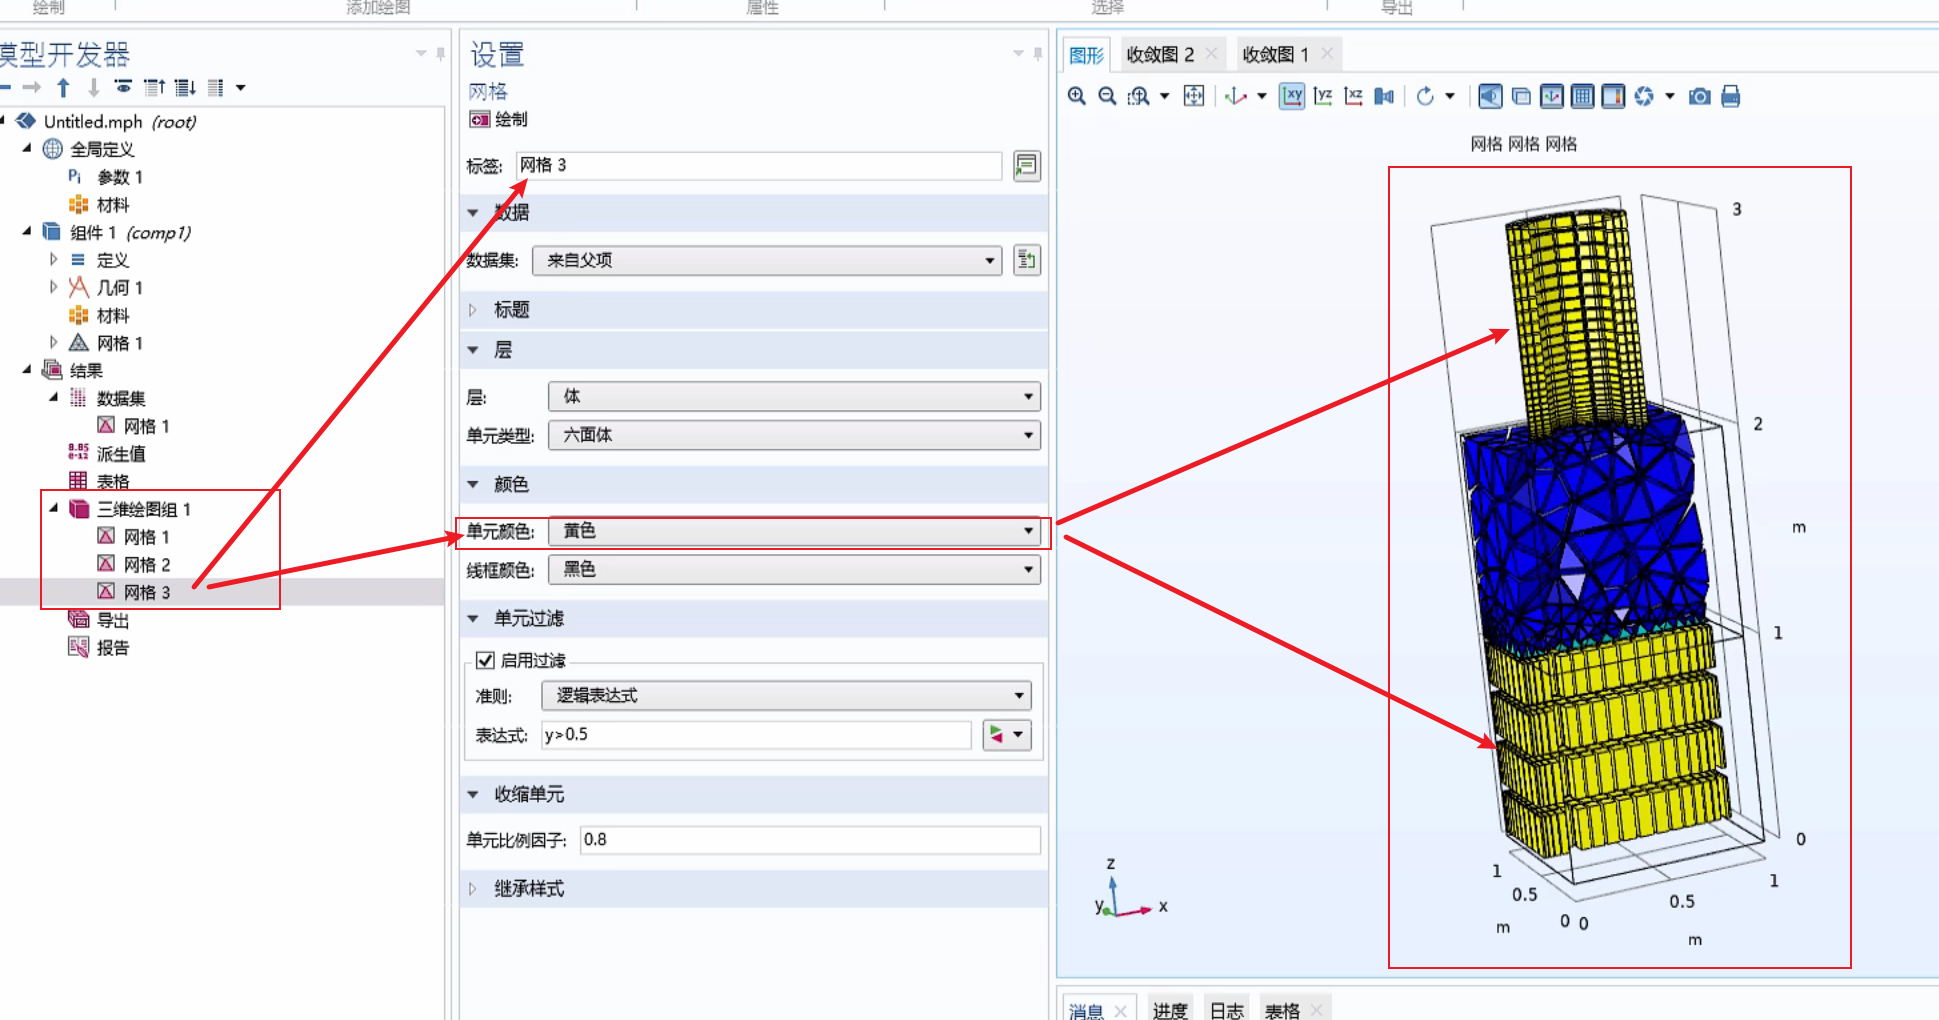 绘制
添加绘图
属性
选择
导出
模型开发器
Untitled.mph (root)
全局定义
Pi 参数 1
材料
组件 1 (comp1)
定义
几何 1
材料
网格 1
结果
数据集
网格 1
8.85
e-12
派生值
表格
三维绘图组 1
网格 1
网格 2
网格 3
导出
报告
设置
网格
绘制
标签: 网格 3
数据
数据集: 来自父项
标题
层
层: 体
单元类型: 六面体
颜色
单元颜色: 黄色
线框颜色: 黑色
单元过滤
启用过滤
准则: 逻辑表达式
表达式: y>0.5
收缩单元
单元比例因子: 0.8
继承样式
图形
收敛图 2
收敛图 1
xy yz xz
网格 网格 网格
3
2
m
1
0
1
0.5
0
m
0
0.5
1
m
z
y
x
消息
进度
日志
表格